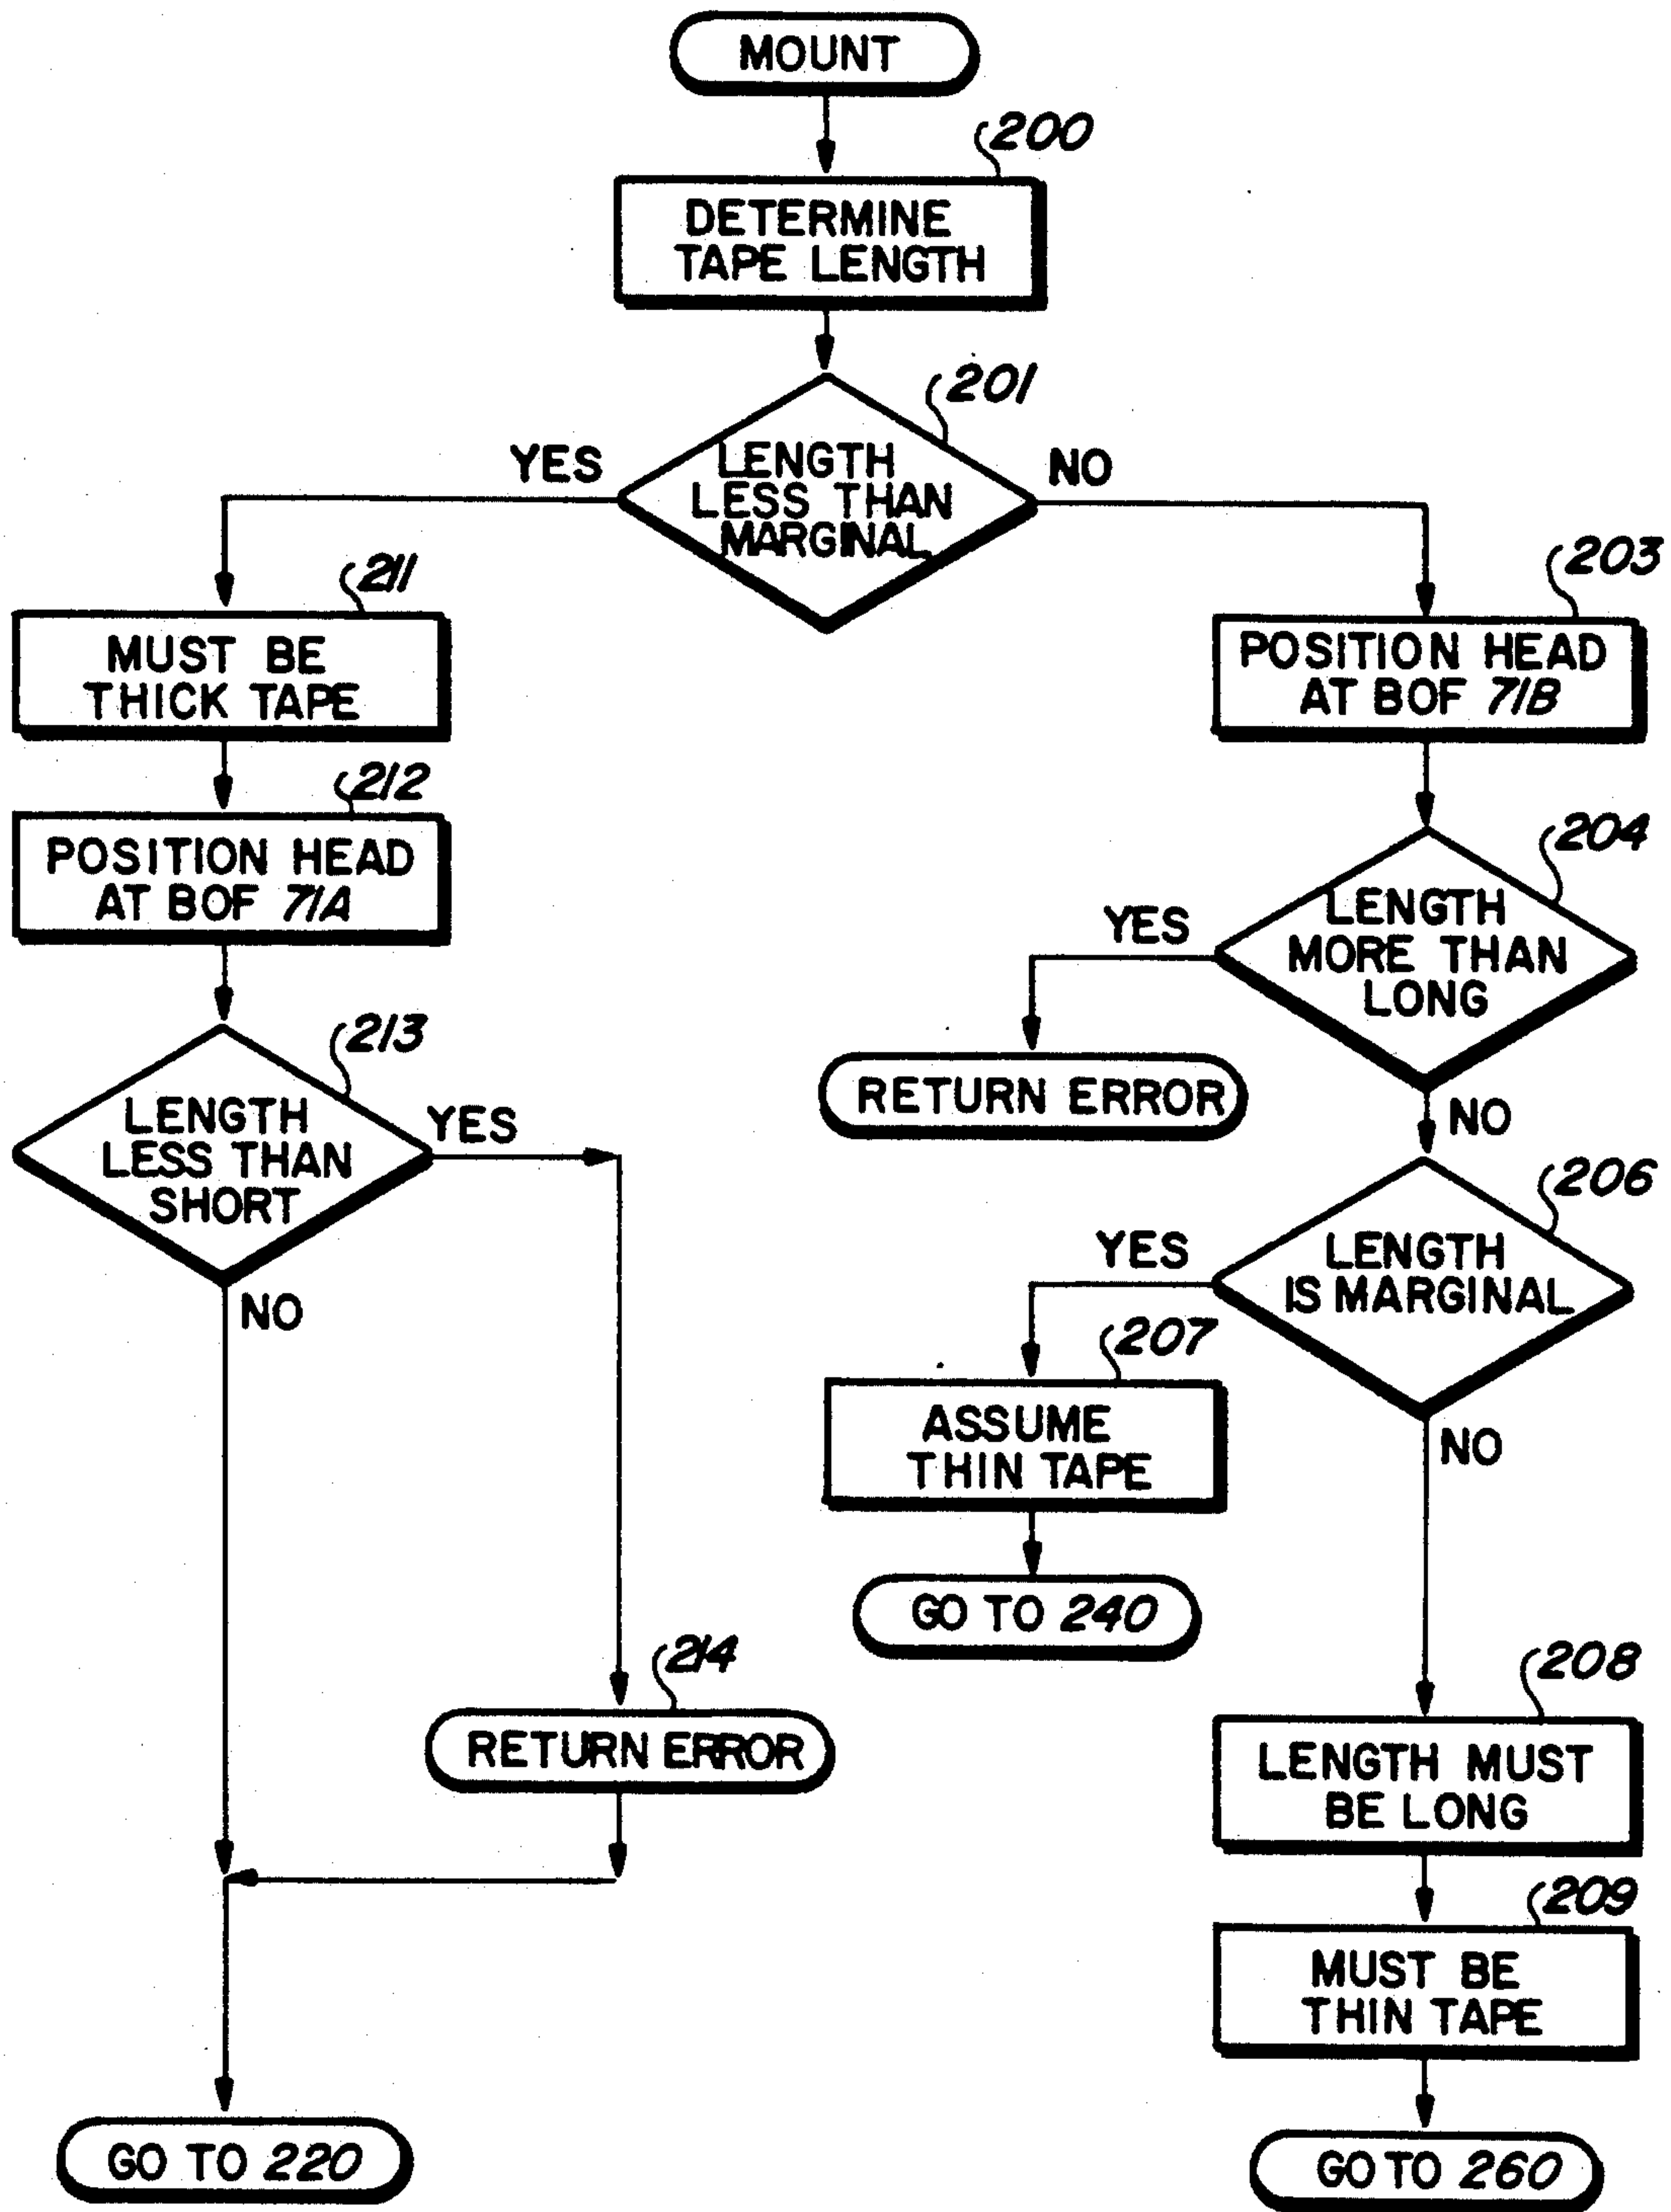 MOUNT
200
DETERMINE
TAPE LENGTH
201
YES
LENGTH
LESS THAN
MARGINAL
NO
211
MUST BE
THICK TAPE
203
POSITION HEAD
AT BOF 71B
212
POSITION HEAD
AT BOF 71A
204
YES
LENGTH
MORE THAN
LONG
213
LENGTH
LESS THAN
SHORT
YES
RETURN ERROR
NO
206
NO
YES
LENGTH
IS MARGINAL
207
ASSUME
THIN TAPE
NO
GO TO 240
214
RETURN ERROR
208
LENGTH MUST
BE LONG
209
MUST BE
THIN TAPE
GO TO 220
GO TO 260